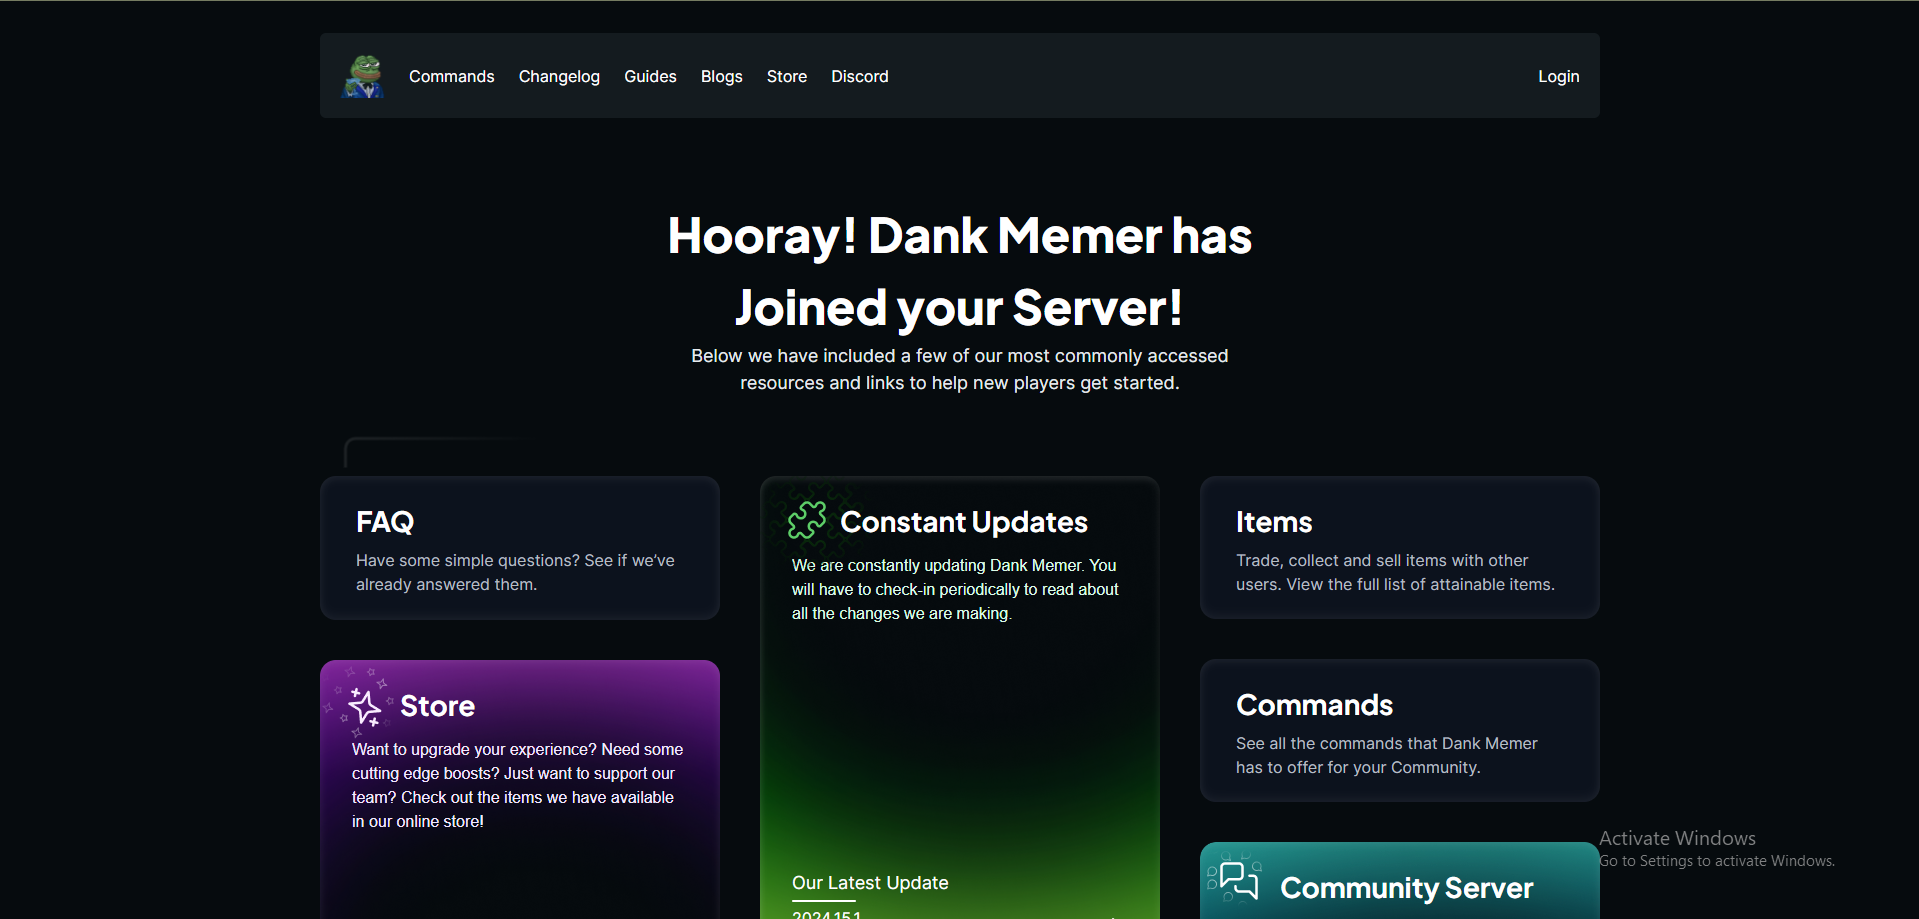 Commands Changelog Guides Blogs Store Discord Login
Hooray! Dank Memer has
Joined your Server!
Below we have included a few of our most commonly accessed
resources and links to help new players get started.
FAQ
Have some simple questions? See if we’ve
already answered them.
Store
Want to upgrade your experience? Need some
cutting edge boosts? Just want to support our
team? Check out the items we have available
in our online store!
Constant Updates
We are constantly updating Dank Memer. You
will have to check-in periodically to read about
all the changes we are making.
Our Latest Update
2024.15.1
Items
Trade, collect and sell items with other
users. View the full list of attainable items.
Commands
See all the commands that Dank Memer
has to offer for your Community.
Community Server
Activate Windows
Go to Settings to activate Windows.